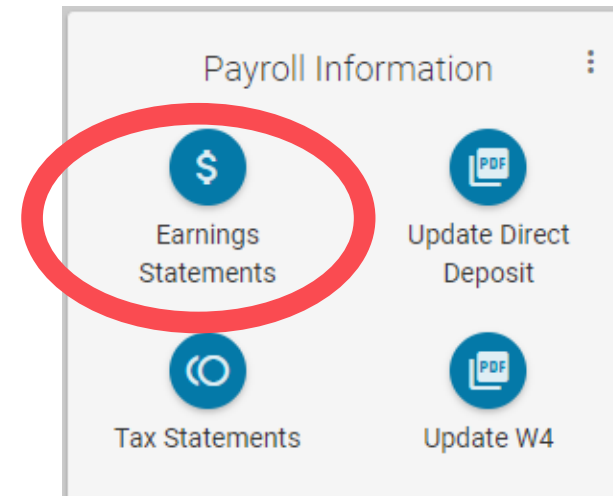 Payroll Information
$
Earnings
Statements
PDF
Update Direct
Deposit
Tax Statements
PDF
Update W4